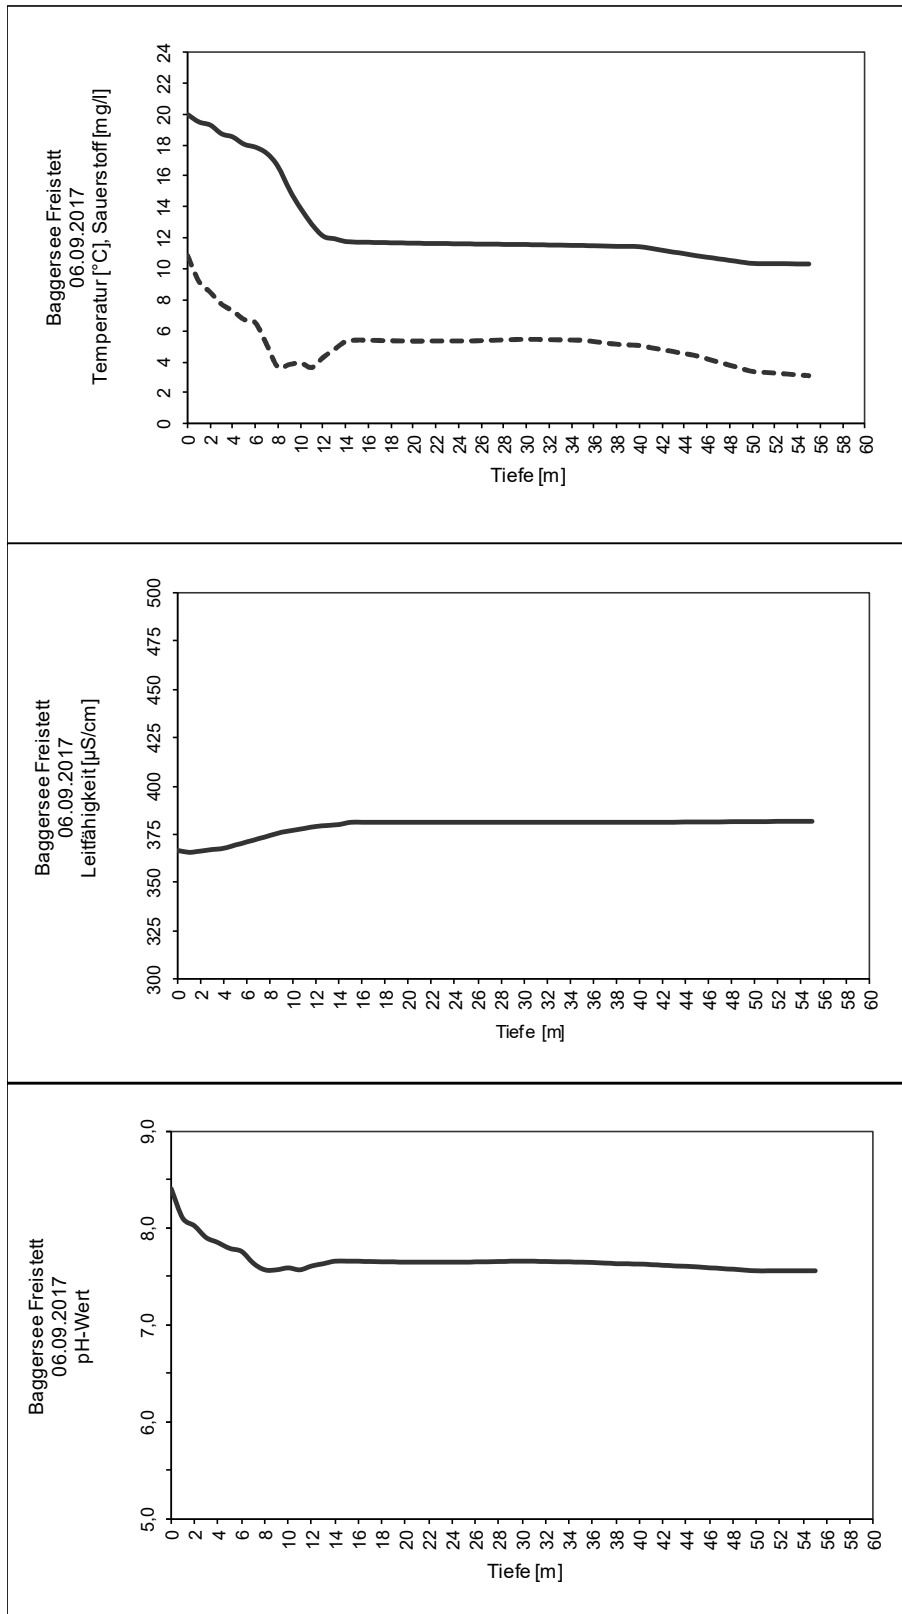 Baggersee Freistett
06.09.2017
Temperatur [°C], Sauerstoff [mg/l]
24
22
20
18
16
14
12
10
8
6
4
2
0
0 2 4 6 8 10 12 14 16 18 20 22 24 26 28 30 32 34 36 38 40 42 44 46 48 50 52 54 56 58 60
Tiefe [m]
Baggersee Freistett
06.09.2017
Leitfähigkeit [µS/cm]
500
475
450
425
400
375
350
325
300
0 2 4 6 8 10 12 14 16 18 20 22 24 26 28 30 32 34 36 38 40 42 44 46 48 50 52 54 56 58 60
Tiefe [m]
Baggersee Freistett
06.09.2017
pH-Wert
9,0
8,0
7,0
6,0
5,0
0 2 4 6 8 10 12 14 16 18 20 22 24 26 28 30 32 34 36 38 40 42 44 46 48 50 52 54 56 58 60
Tiefe [m]